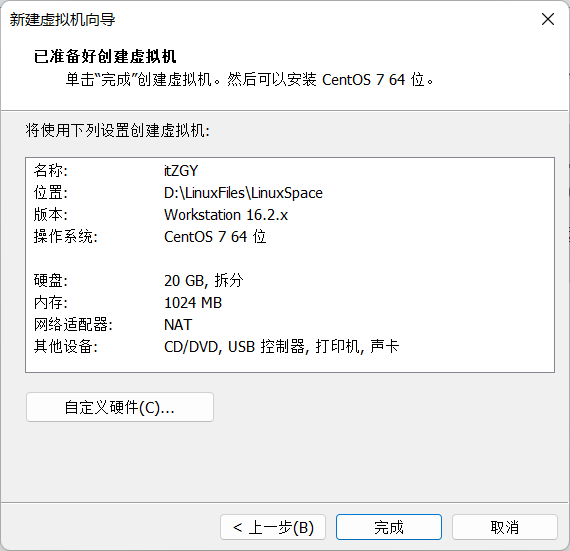 新建虚拟机向导
已准备好创建虚拟机
单击“完成”创建虚拟机。然后可以安装 CentOS 7 64 位。
将使用下列设置创建虚拟机:
名称: itZGY
位置: D:\LinuxFiles\LinuxSpace
版本: Workstation 16.2.x
操作系统: CentOS 7 64 位
硬盘: 20 GB, 拆分
内存: 1024 MB
网络适配器: NAT
其他设备: CD/DVD, USB 控制器, 打印机, 声卡
自定义硬件(C)...
< 上一步(B) 完成 取消